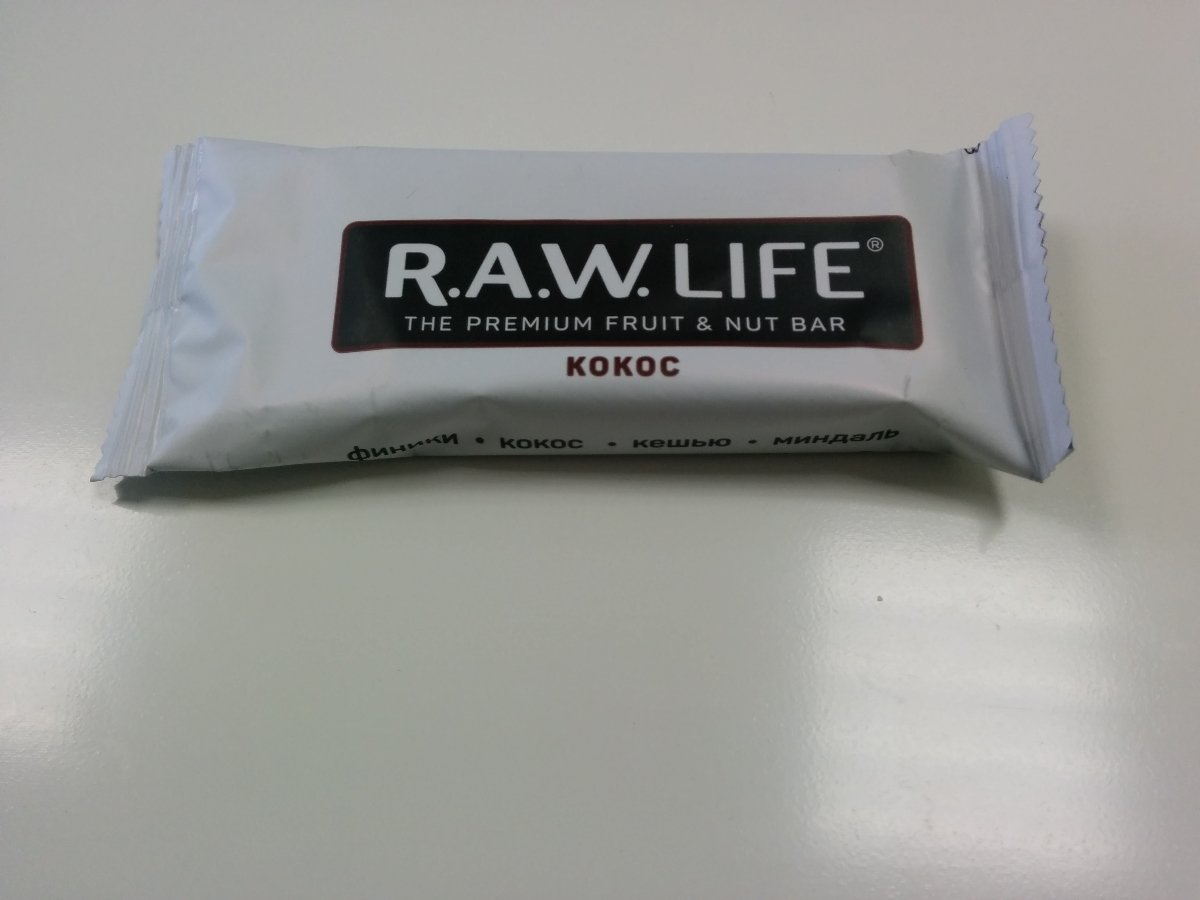 R.A.W. LIFE®
THE PREMIUM FRUIT & NUT BAR
КОКОС
финики • кокос • кешью • миндаль